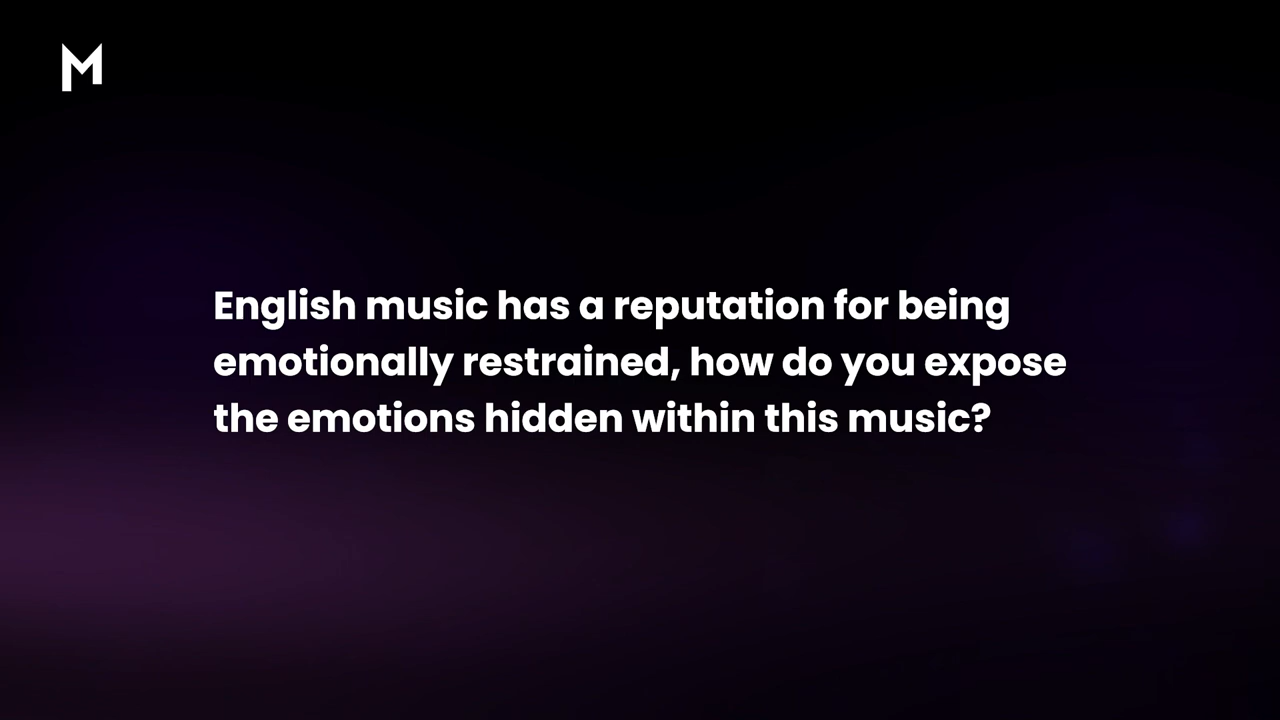 M
English music has a reputation for being
emotionally restrained, how do you expose
the emotions hidden within this music?